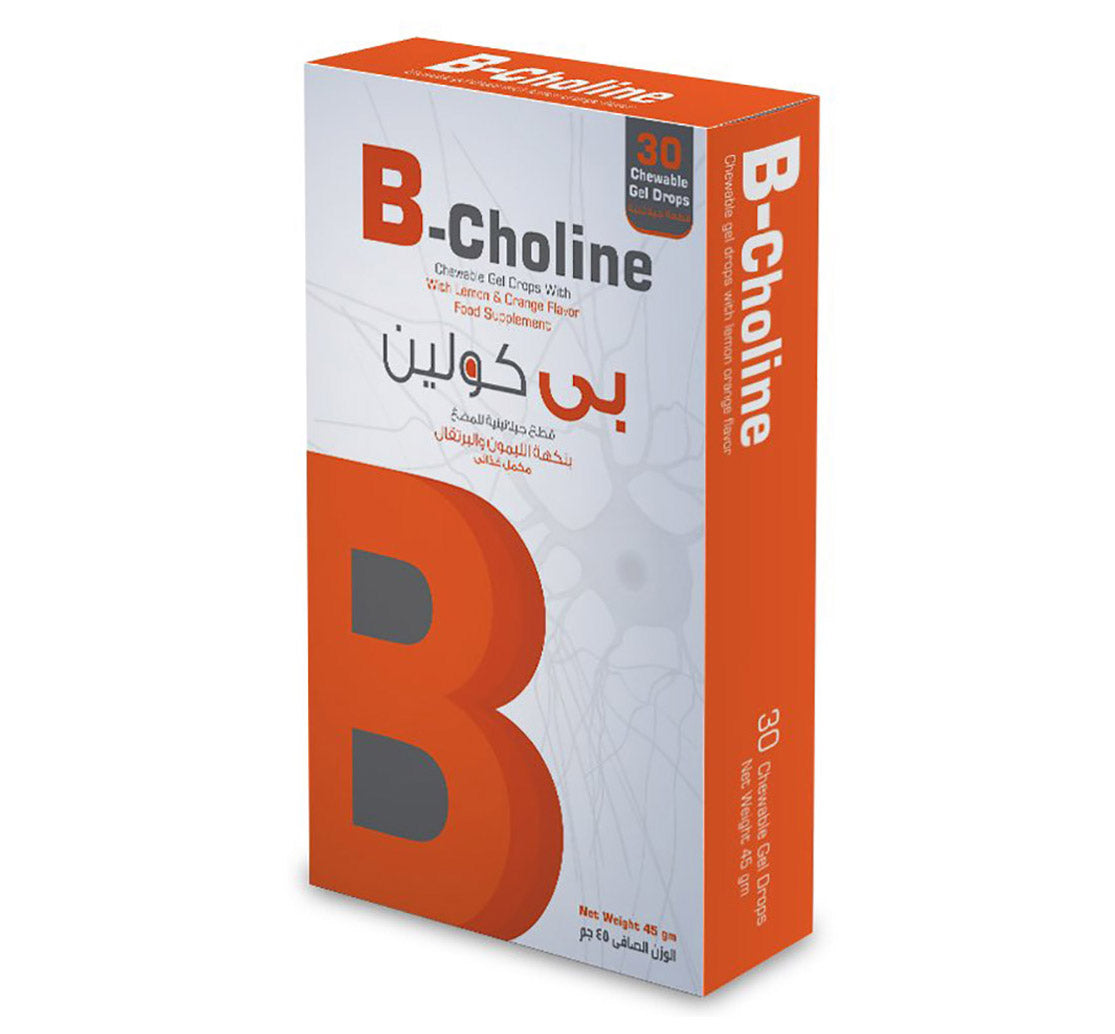 B-Choline
30
Chewable
Gel Drops
قطعة جيلاتينية
B-Choline
Chewable Gel Drops With
With Lemon & Orange Flavor
Food Supplement
بى كولين
قطع جيلاتينية للمضغ
بنكهة الليمون والبرتقال
مكمل غذائى
B
Net Weight 45 gm
الوزن الصافى ٤٥ جم
B-Choline
Chewable gel drops with lemon orange flavor
30 Chewable Gel Drops
Net Weight 45 gm